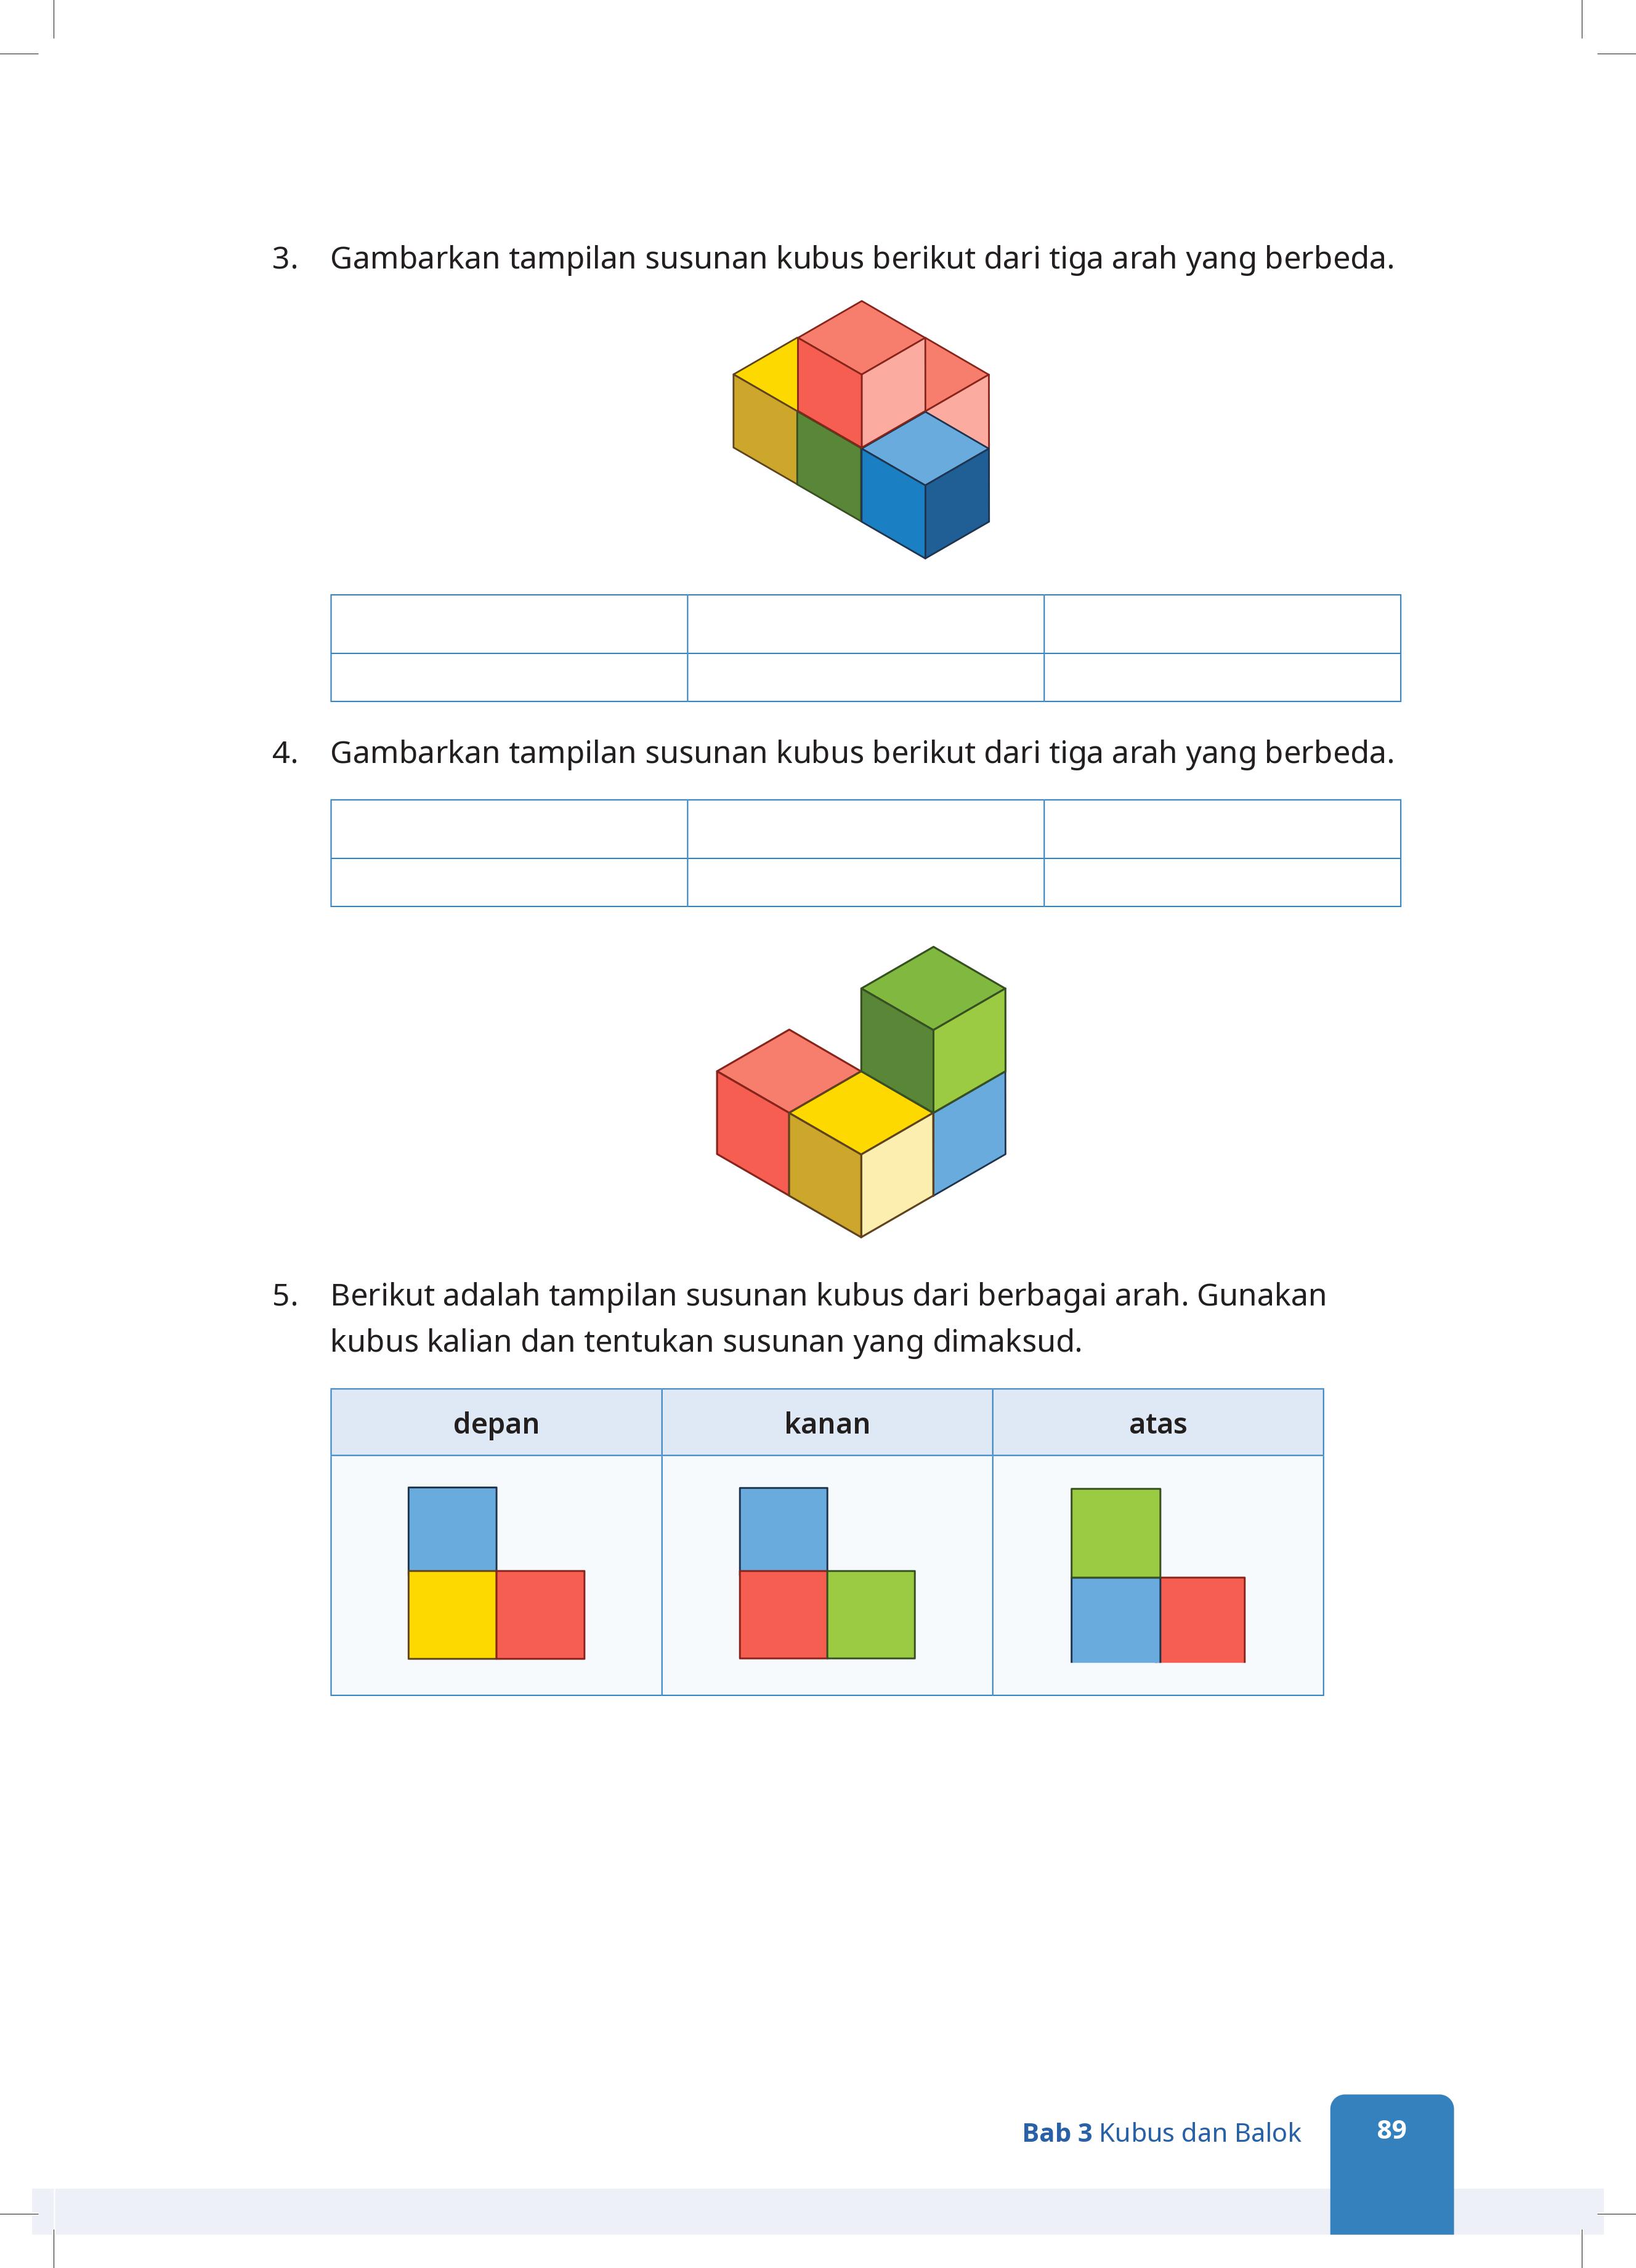 3. Gambarkan tampilan susunan kubus berikut dari tiga arah yang berbeda.
4. Gambarkan tampilan susunan kubus berikut dari tiga arah yang berbeda.
5. Berikut adalah tampilan susunan kubus dari berbagai arah. Gunakan
kubus kalian dan tentukan susunan yang dimaksud.
depan kanan atas
Bab 3 Kubus dan Balok 89